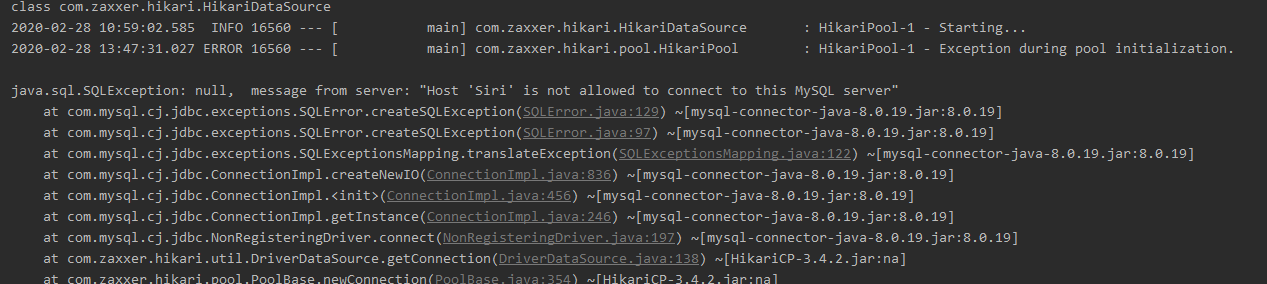 class com.zaxxer.hikari.HikariDataSource
2020-02-28 10:59:02.585  INFO 16560 --- [           main] com.zaxxer.hikari.HikariDataSource       : HikariPool-1 - Starting...
2020-02-28 13:47:31.027 ERROR 16560 --- [           main] com.zaxxer.hikari.pool.HikariPool        : HikariPool-1 - Exception during pool initialization.
java.sql.SQLException: null,  message from server: "Host 'Siri' is not allowed to connect to this MySQL server"
    at com.mysql.cj.jdbc.exceptions.SQLError.createSQLException(SQLError.java:129) ~[mysql-connector-java-8.0.19.jar:8.0.19]
    at com.mysql.cj.jdbc.exceptions.SQLError.createSQLException(SQLError.java:97) ~[mysql-connector-java-8.0.19.jar:8.0.19]
    at com.mysql.cj.jdbc.exceptions.SQLExceptionsMapping.translateException(SQLExceptionsMapping.java:122) ~[mysql-connector-java-8.0.19.jar:8.0.19]
    at com.mysql.cj.jdbc.ConnectionImpl.createNewIO(ConnectionImpl.java:836) ~[mysql-connector-java-8.0.19.jar:8.0.19]
    at com.mysql.cj.jdbc.ConnectionImpl.<init>(ConnectionImpl.java:456) ~[mysql-connector-java-8.0.19.jar:8.0.19]
    at com.mysql.cj.jdbc.ConnectionImpl.getInstance(ConnectionImpl.java:246) ~[mysql-connector-java-8.0.19.jar:8.0.19]
    at com.mysql.cj.jdbc.NonRegisteringDriver.connect(NonRegisteringDriver.java:197) ~[mysql-connector-java-8.0.19.jar:8.0.19]
    at com.zaxxer.hikari.util.DriverDataSource.getConnection(DriverDataSource.java:138) ~[HikariCP-3.4.2.jar:na]
    at com.zaxxer.hikari.pool.PoolBase.newConnection(PoolBase.java:354) ~[HikariCP-3.4.2.jar:na]